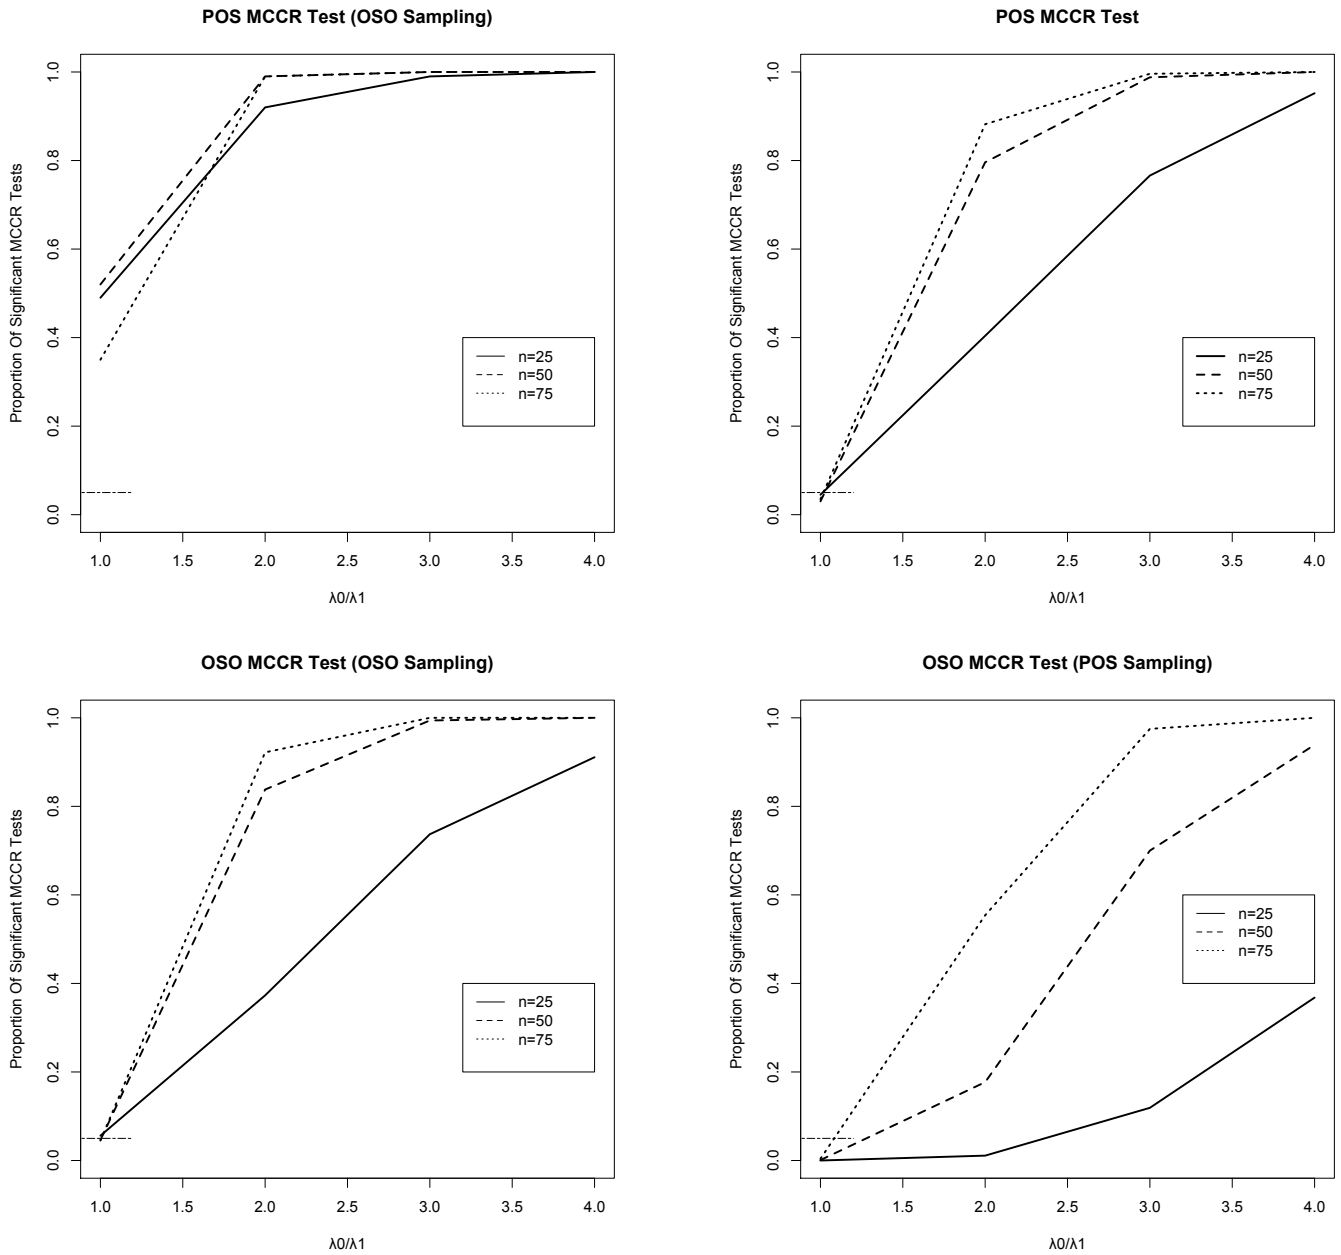 POS MCCR Test (OSO Sampling)
Proportion Of Significant MCCR Tests
1.0
0.8
0.6
0.4
0.2
0.0
n=25
n=50
n=75
1.0 1.5 2.0 2.5 3.0 3.5 4.0
λ0/λ1
POS MCCR Test
Proportion Of Significant MCCR Tests
1.0
0.8
0.6
0.4
0.2
0.0
n=25
n=50
n=75
1.0 1.5 2.0 2.5 3.0 3.5 4.0
λ0/λ1
OSO MCCR Test (OSO Sampling)
Proportion Of Significant MCCR Tests
1.0
0.8
0.6
0.4
0.2
0.0
n=25
n=50
n=75
1.0 1.5 2.0 2.5 3.0 3.5 4.0
λ0/λ1
OSO MCCR Test (POS Sampling)
Proportion Of Significant MCCR Tests
1.0
0.8
0.6
0.4
0.2
0.0
n=25
n=50
n=75
1.0 1.5 2.0 2.5 3.0 3.5 4.0
λ0/λ1